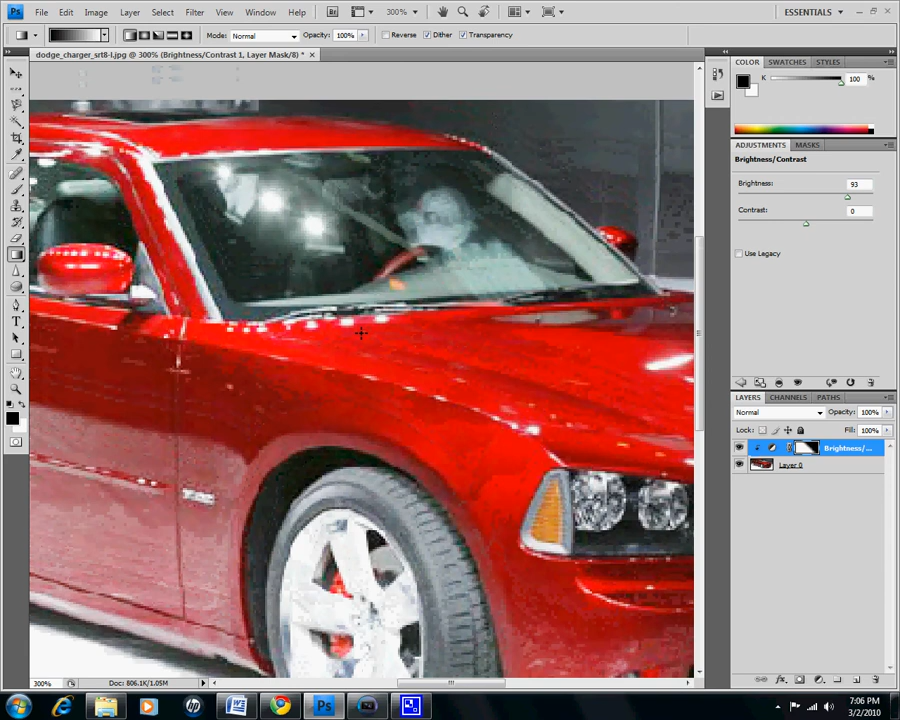 Ps File Edit Image Layer Select Filter View Window Help Br 300% ESSENTIALS
Mode: Normal Opacity: 100% Reverse Dither Transparency
dodge_charger_srt8-l.jpg @ 300% (Brightness/Contrast 1, Layer Mask/8) *
COLOR SWATCHES STYLES
K 100 %
ADJUSTMENTS MASKS
Brightness/Contrast
Brightness: 93
Contrast: 0
Use Legacy
LAYERS CHANNELS PATHS
Normal Opacity: 100%
Lock: Fill: 100%
Brightness/...
Layer 0
300% Doc: 806.1K/1.05M
hp W Ps
7:06 PM
3/2/2010